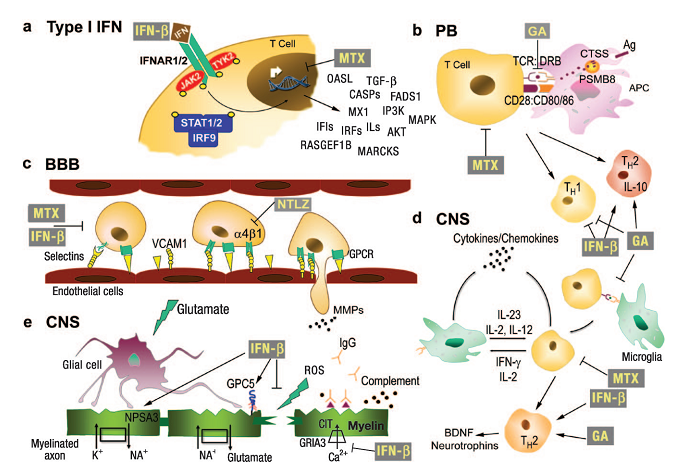 a Type I IFN
IFN-β
IFN
IFNAR1/2
JAK2
TYK2
T Cell
MTX
STAT1/2
IRF9
OASL
TGF-β
CASPs
FADS1
MX1
IP3K
MAPK
IFIs
IRFs
ILs
AKT
RASGEF1B
MARCKS
b PB
GA
T Cell
TCR::DRB
CTSS
Ag
PSMB8
APC
CD28:CD80/86
MTX
TH1
TH2
IL-10
IFN-β
GA
c BBB
MTX
IFN-β
Selectins
VCAM1
α4β1
NTLZ
GPCR
Endothelial cells
MMPs
d CNS
Cytokines/Chemokines
IL-23
IL-2, IL-12
IFN-γ
IL-2
Microglia
MTX
IFN-β
GA
TH2
BDNF
Neurotrophins
e CNS
Glutamate
Glial cell
IFN-β
GPC5
ROS
IgG
Complement
NPSA3
Myelin
CIT
GRIA3
Myelinated
axon
K+
NA+
NA+
Glutamate
Ca2+
IFN-β